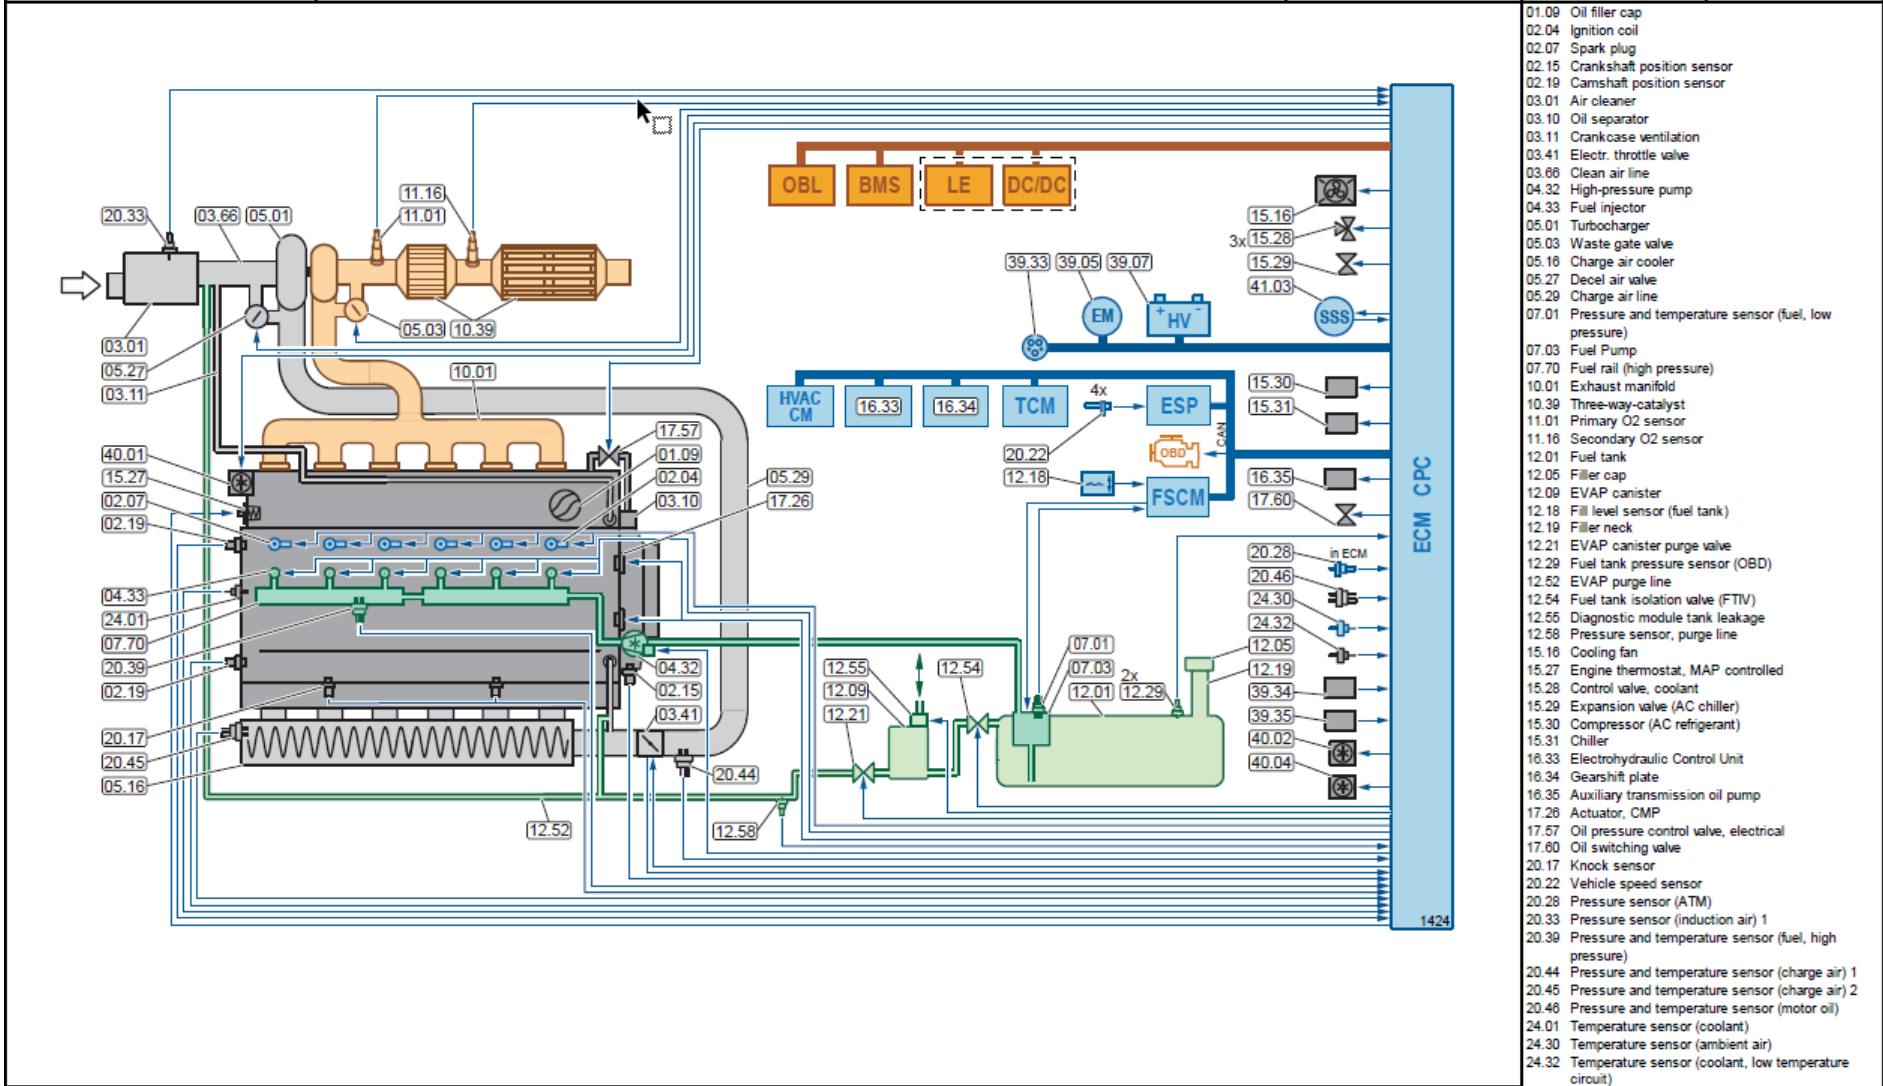 20.33
03.66
05.01
11.16
11.01
03.01
05.27
03.11
05.03
10.39
10.01
40.01
15.27
02.07
02.19
17.57
01.09
02.04
03.10
05.29
17.26
04.33
24.01
07.70
20.39
02.19
20.17
20.45
05.16
04.32
02.15
03.41
20.44
12.52
12.58
12.55
12.09
12.21
12.54
07.01
07.03
12.01
2x
12.29
12.05
12.19
OBL
BMS
LE
DC/DC
39.33
39.05
39.07
EM
+ HV -
HVAC
CM
16.33
16.34
TCM
4x
20.22
ESP
CAN
OBD
12.18
FSCM
15.16
3x 15.28
15.29
41.03
SSS
15.30
15.31
16.35
17.60
20.28
in ECM
20.46
24.30
24.32
39.34
39.35
40.02
40.04
ECM CPC
1424
01.09 Oil filler cap
02.04 Ignition coil
02.07 Spark plug
02.15 Crankshaft position sensor
02.19 Camshaft position sensor
03.01 Air cleaner
03.10 Oil separator
03.11 Crankcase ventilation
03.41 Electr. throttle valve
03.66 Clean air line
04.32 High-pressure pump
04.33 Fuel injector
05.01 Turbocharger
05.03 Waste gate valve
05.16 Charge air cooler
05.27 Decel air valve
05.29 Charge air line
07.01 Pressure and temperature sensor (fuel, low
pressure)
07.03 Fuel Pump
07.70 Fuel rail (high pressure)
10.01 Exhaust manifold
10.39 Three-way-catalyst
11.01 Primary O2 sensor
11.16 Secondary O2 sensor
12.01 Fuel tank
12.05 Filler cap
12.09 EVAP canister
12.18 Fill level sensor (fuel tank)
12.19 Filler neck
12.21 EVAP canister purge valve
12.29 Fuel tank pressure sensor (OBD)
12.52 EVAP purge line
12.54 Fuel tank isolation valve (FTIV)
12.55 Diagnostic module tank leakage
12.58 Pressure sensor, purge line
15.16 Cooling fan
15.27 Engine thermostat, MAP controlled
15.28 Control valve, coolant
15.29 Expansion valve (AC chiller)
15.30 Compressor (AC refrigerant)
15.31 Chiller
16.33 Electrohydraulic Control Unit
16.34 Gearshift plate
16.35 Auxiliary transmission oil pump
17.26 Actuator, CMP
17.57 Oil pressure control valve, electrical
17.60 Oil switching valve
20.17 Knock sensor
20.22 Vehicle speed sensor
20.28 Pressure sensor (ATM)
20.33 Pressure sensor (induction air) 1
20.39 Pressure and temperature sensor (fuel, high
pressure)
20.44 Pressure and temperature sensor (charge air) 1
20.45 Pressure and temperature sensor (charge air) 2
20.46 Pressure and temperature sensor (motor oil)
24.01 Temperature sensor (coolant)
24.30 Temperature sensor (ambient air)
24.32 Temperature sensor (coolant, low temperature
circuit)